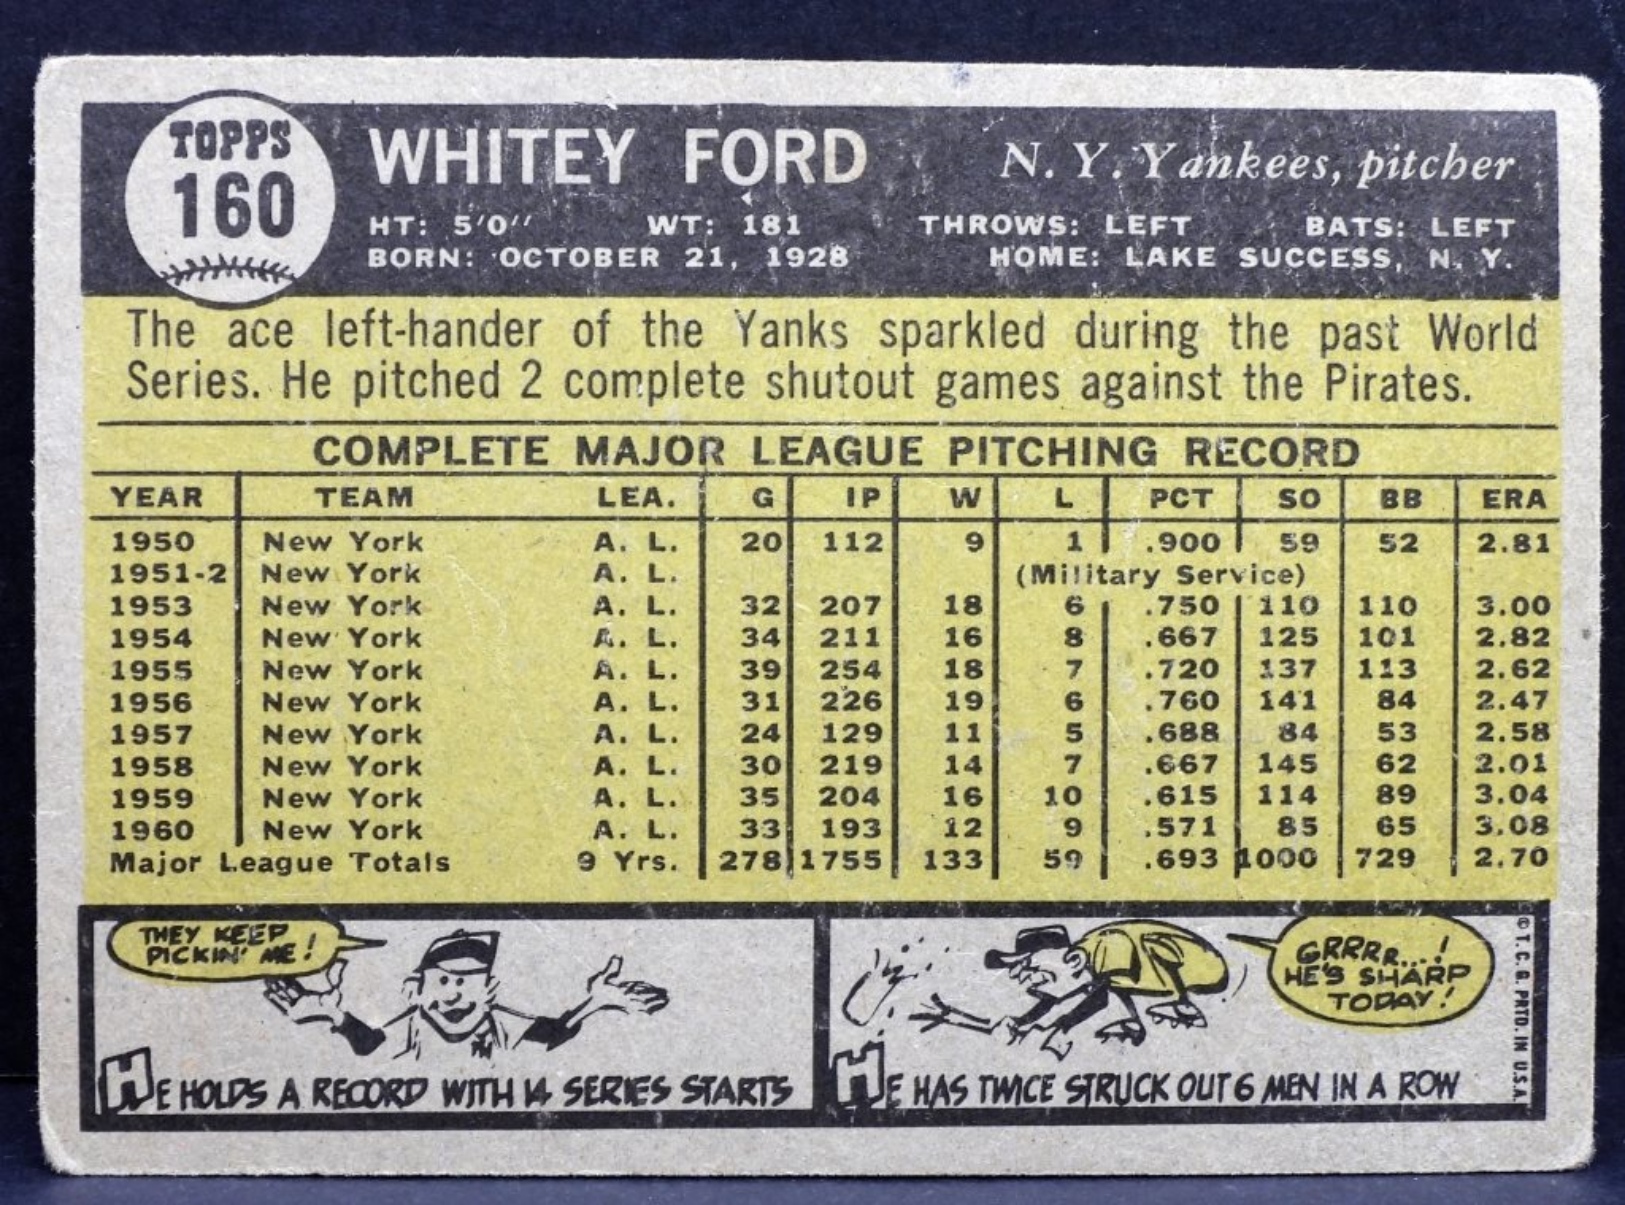 TOPPS
160
WHITEY FORD
N. Y. Yankees, pitcher
HT: 5'0" WT: 181 THROWS: LEFT BATS: LEFT
BORN: OCTOBER 21, 1928 HOME: LAKE SUCCESS, N. Y.
The ace left-hander of the Yanks sparkled during the past World
Series. He pitched 2 complete shutout games against the Pirates.
COMPLETE MAJOR LEAGUE PITCHING RECORD
YEAR TEAM LEA. G IP W L PCT SO BB ERA
1950 New York A. L. 20 112 9 1 .900 59 52 2.81
1951-2 New York A. L. (Military Service)
1953 New York A. L. 32 207 18 6 .750 110 110 3.00
1954 New York A. L. 34 211 16 8 .667 125 101 2.82
1955 New York A. L. 39 254 18 7 .720 137 113 2.62
1956 New York A. L. 31 226 19 6 .760 141 84 2.47
1957 New York A. L. 24 129 11 5 .688 84 53 2.58
1958 New York A. L. 30 219 14 7 .667 145 62 2.01
1959 New York A. L. 35 204 16 10 .615 114 89 3.04
1960 New York A. L. 33 193 12 9 .571 85 65 3.08
Major League Totals 9 Yrs. 278 1755 133 59 .693 1000 729 2.70
THEY KEEP
PICKIN' ME!
HE HOLDS A RECORD WITH 14 SERIES STARTS
GRRRR...!
HE'S SHARP
TODAY!
HE HAS TWICE STRUCK OUT 6 MEN IN A ROW
© T. C. G. PRTD. IN U.S.A.